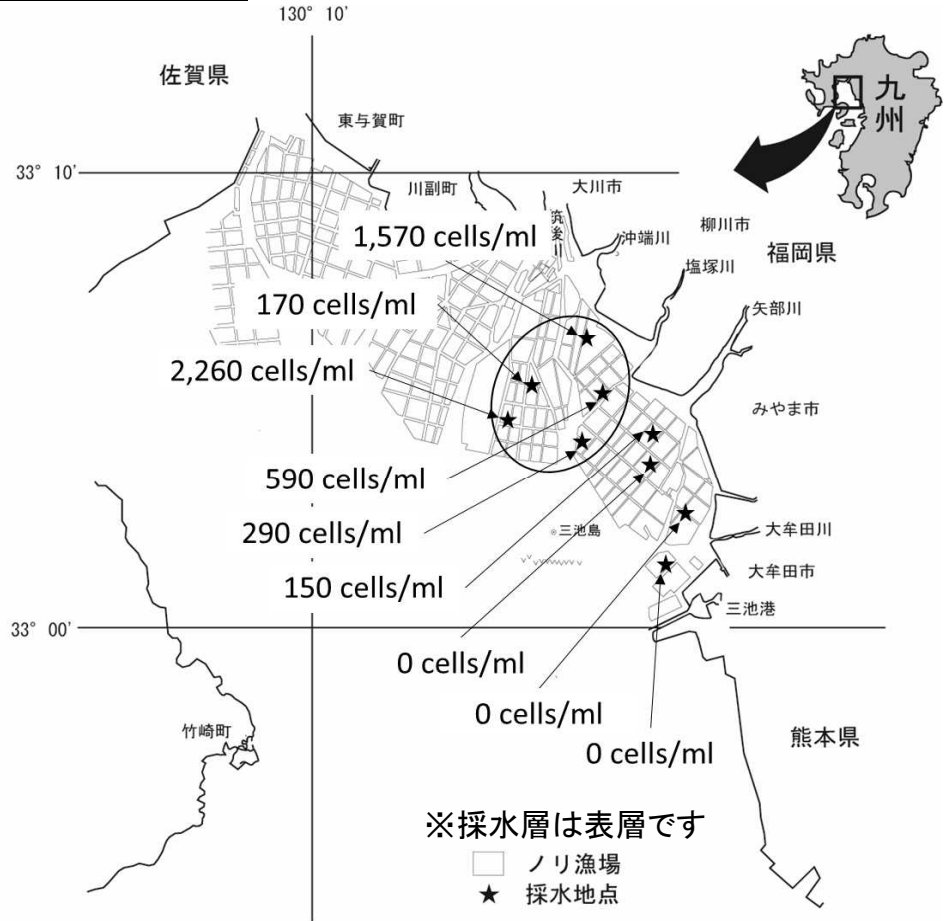 130° 10'
佐賀県
東与賀町
九州
33° 10'
川副町
大川市
筑後川
沖端川
柳川市
福岡県
1,570 cells/ml
塩塚川
170 cells/ml
矢部川
2,260 cells/ml
みやま市
590 cells/ml
290 cells/ml
三池島
大牟田川
150 cells/ml
大牟田市
三池港
33° 00'
0 cells/ml
0 cells/ml
竹崎町
0 cells/ml
熊本県
※採水層は表層です
ノリ漁場
★ 採水地点